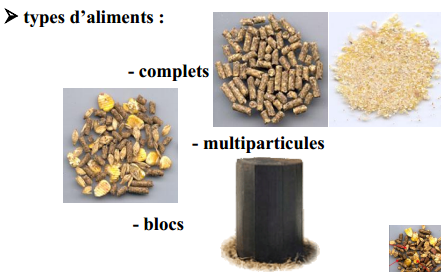 ➢ types d’aliments :
- complets
- multiparticules
- blocs